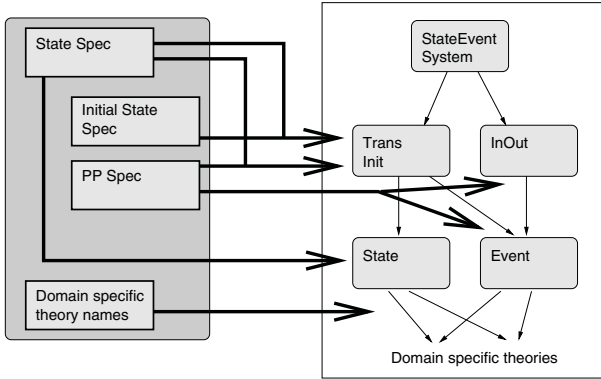 State Spec
Initial State
Spec
PP Spec
Domain specific
theory names
StateEvent
System
Trans
Init
InOut
State
Event
Domain specific theories